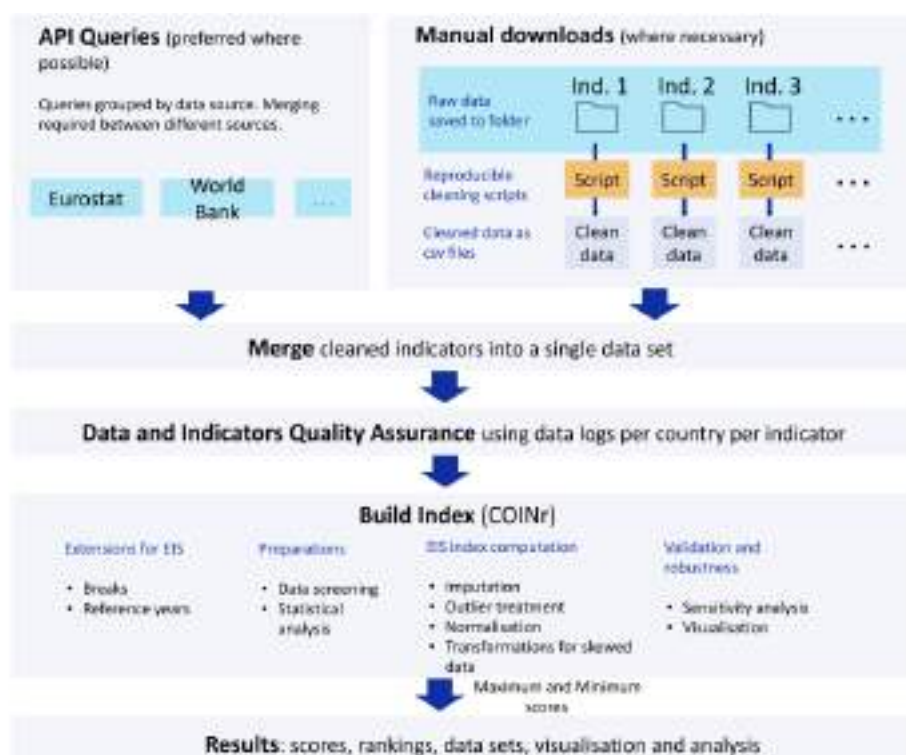 API Queries (preferred where
possible)
Queries grouped by data source. Merging
required between different sources.
Eurostat
World
Bank
...
Manual downloads (where necessary)
Raw data
saved to folder
Ind. 1
Ind. 2
Ind. 3
...
Reproducible
cleaning scripts
Script
Script
Script
...
Cleaned data as
csv files
Clean
data
Clean
data
Clean
data
...
Merge cleaned indicators into a single data set
Data and Indicators Quality Assurance using data logs per country per indicator
Build Index (COINr)
Extensions for EIS
• Breaks
• Reference years
Preparations
• Data screening
• Statistical
analysis
EIS index computation
• Imputation
• Outlier treatment
• Normalisation
• Transformations for skewed
data
Validation and
robustness
• Sensitivity analysis
• Visualisation
Maximum and Minimum
scores
Results: scores, rankings, data sets, visualisation and analysis